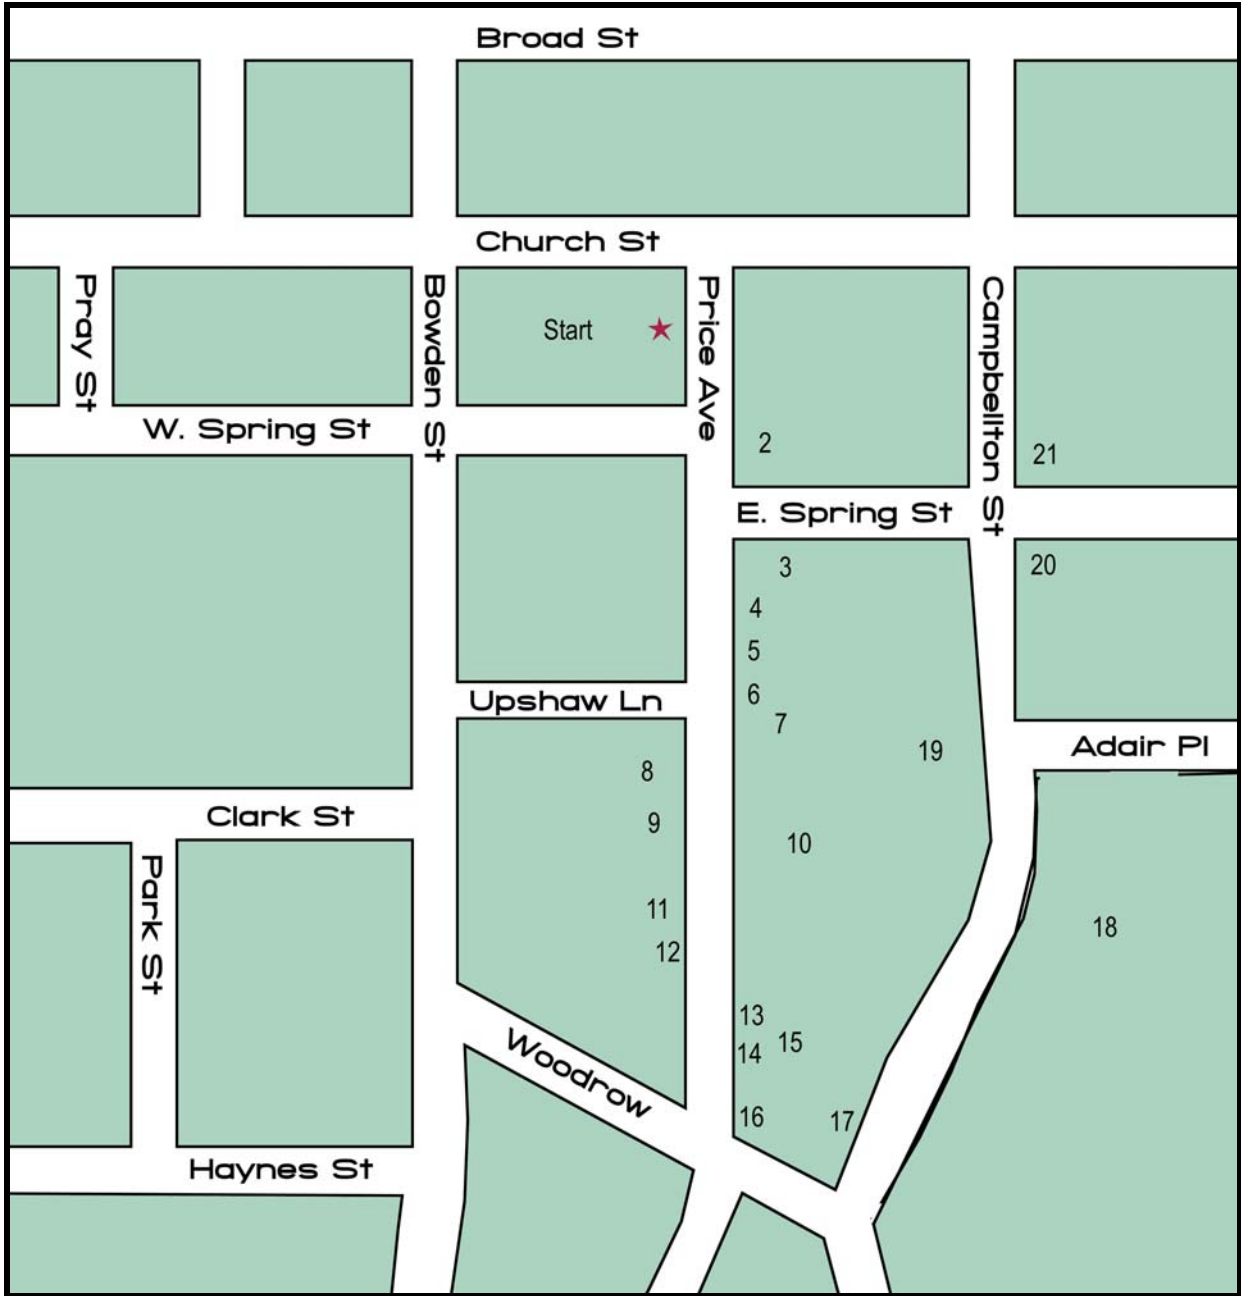 Broad St
Church St
Pray St
Bowden St
Start
Price Ave
Campbellton St
W. Spring St
2
21
E. Spring St
3
20
4
5
6
Upshaw Ln
7
19
Adair Pl
8
Clark St
9
10
Park St
11
18
12
13
15
14
Woodrow
16
17
Haynes St